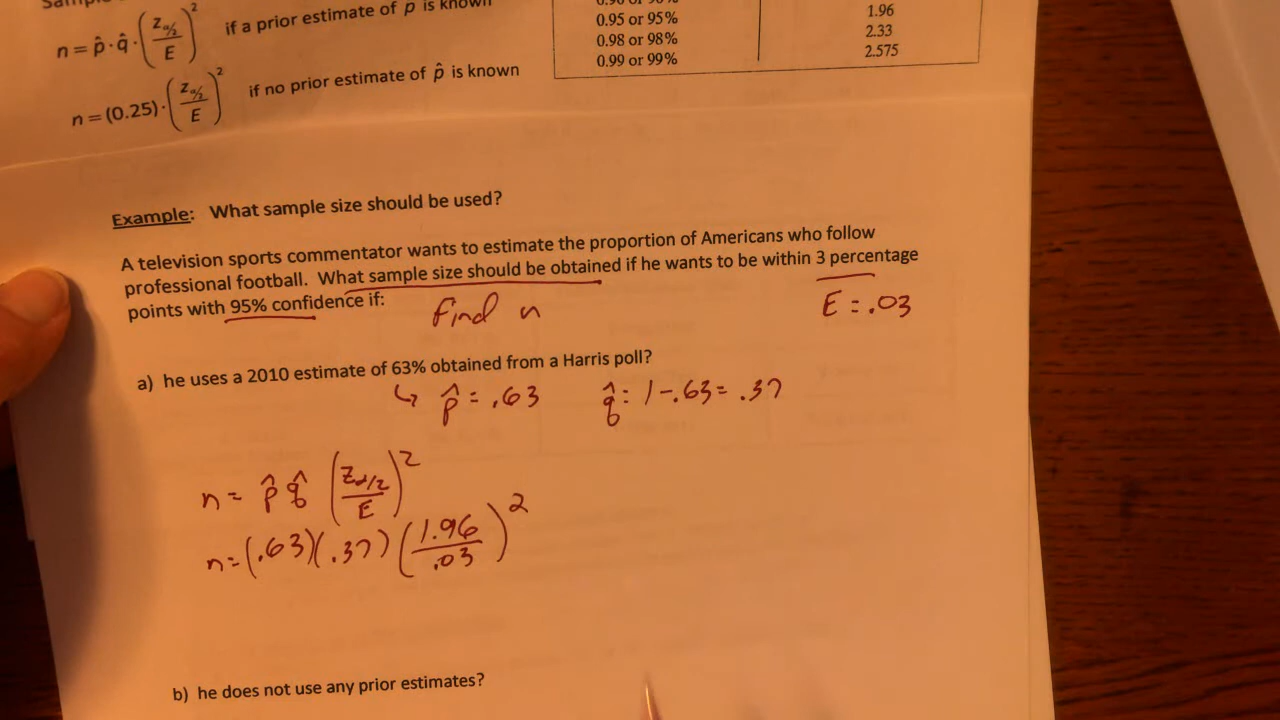 if a prior estimate of p is known
n = p̂ · q̂ · (zα/2 / E)²
n = (0.25) · (zα/2 / E)² if no prior estimate of p̂ is known
0.95 or 95% 1.96
0.98 or 98% 2.33
0.99 or 99% 2.575
Example: What sample size should be used?
A television sports commentator wants to estimate the proportion of Americans who follow
professional football. What sample size should be obtained if he wants to be within 3 percentage
points with 95% confidence if:
Find n
E = .03
a) he uses a 2010 estimate of 63% obtained from a Harris poll?
↳ p̂ = .63 q̂ = 1 - .63 = .37
n = p̂ q̂ (zα/2 / E)²
n = (.63)(.37)(1.96 / .03)²
b) he does not use any prior estimates?